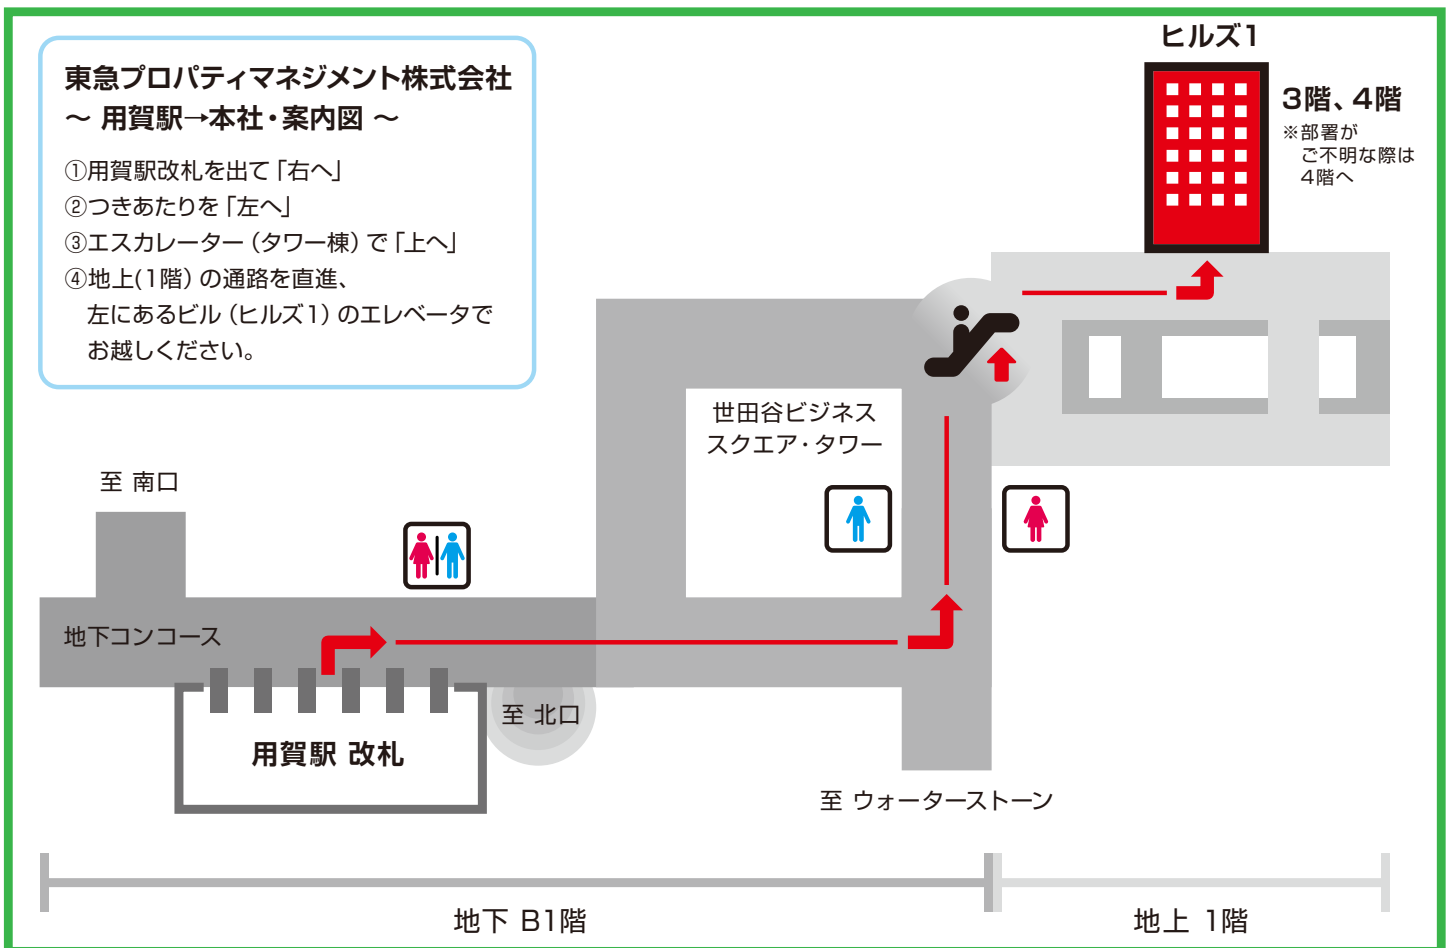 東急プロパティマネジメント株式会社
～ 用賀駅→本社・案内図 ～
①用賀駅改札を出て「右へ」
②つきあたりを「左へ」
③エスカレーター（タワー棟）で「上へ」
④地上(1階）の通路を直進、
左にあるビル（ヒルズ1）のエレベータで
お越しください。
ヒルズ1
3階、4階
※部署が
ご不明な際は
4階へ
世田谷ビジネス
スクエア・タワー
至 南口
地下コンコース
至 北口
用賀駅 改札
至 ウォーターストーン
地下 B1階
地上 1階